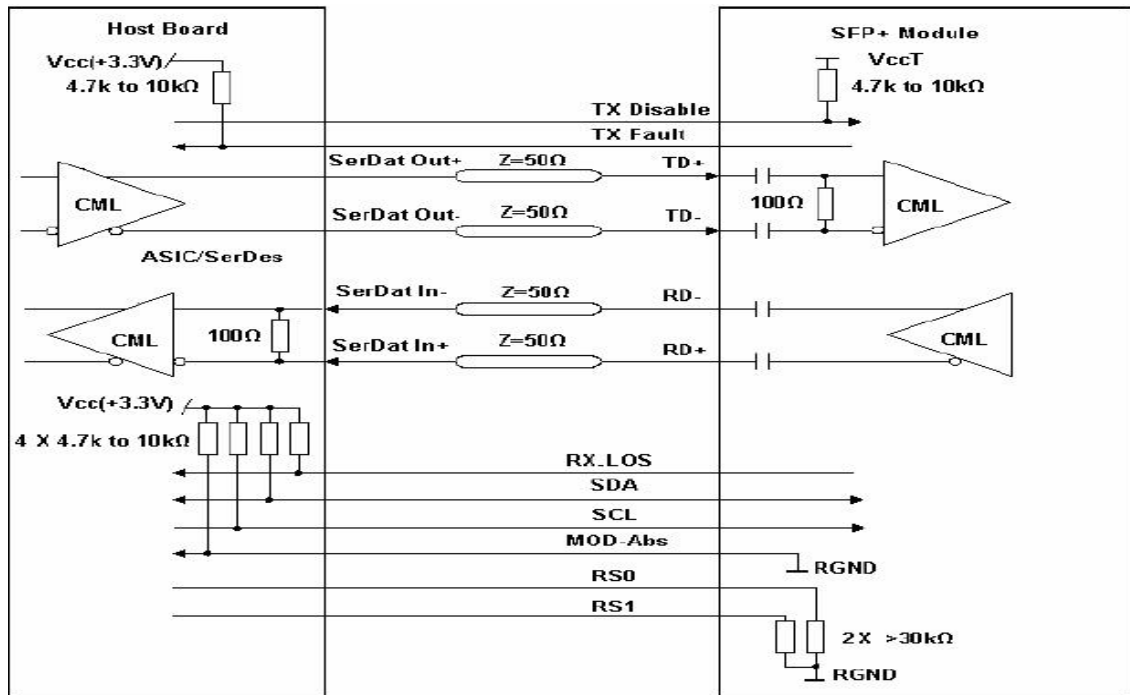 Host Board
SFP+ Module
Vcc(+3.3V)
4.7k to 10kΩ
VccT
4.7k to 10kΩ
TX Disable
TX Fault
SerDat Out+
Z=50Ω
TD+
CML
100Ω
CML
SerDat Out-
Z=50Ω
TD-
ASIC/SerDes
SerDat In-
Z=50Ω
RD-
CML
100Ω
CML
SerDat In+
Z=50Ω
RD+
Vcc(+3.3V)
4 X 4.7k to 10kΩ
RX_LOS
SDA
SCL
MOD-Abs
RGND
RS0
RS1
2X >30kΩ
RGND